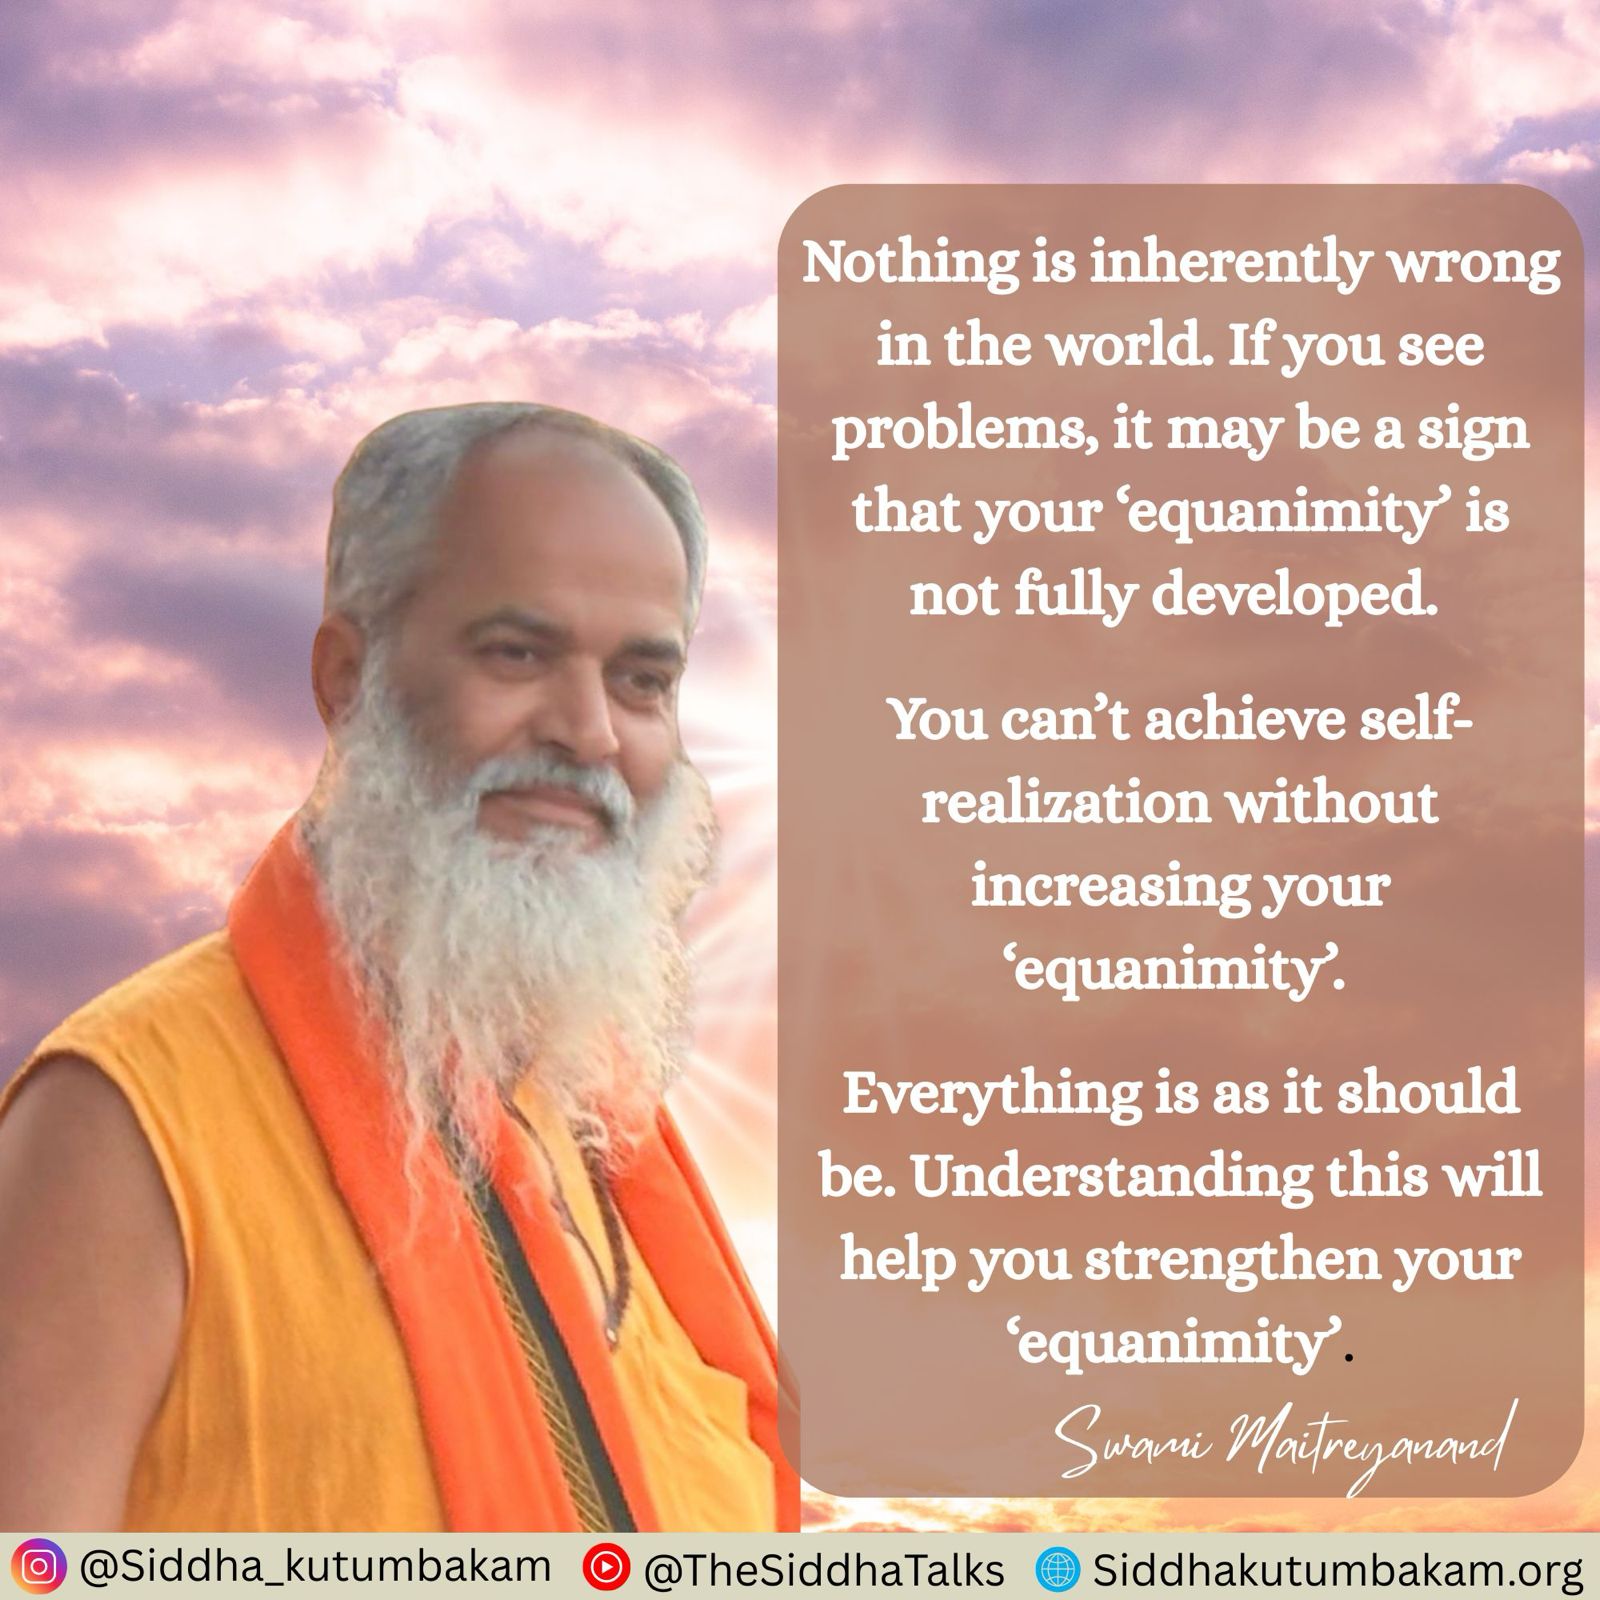 Nothing is inherently wrong
in the world. If you see
problems, it may be a sign
that your ‘equanimity’ is
not fully developed.
You can’t achieve self-
realization without
increasing your
‘equanimity’.
Everything is as it should
be. Understanding this will
help you strengthen your
‘equanimity’.
Swami Maitreyanand
@Siddha_kutumbakam @TheSiddhaTalks Siddhakutumbakam.org